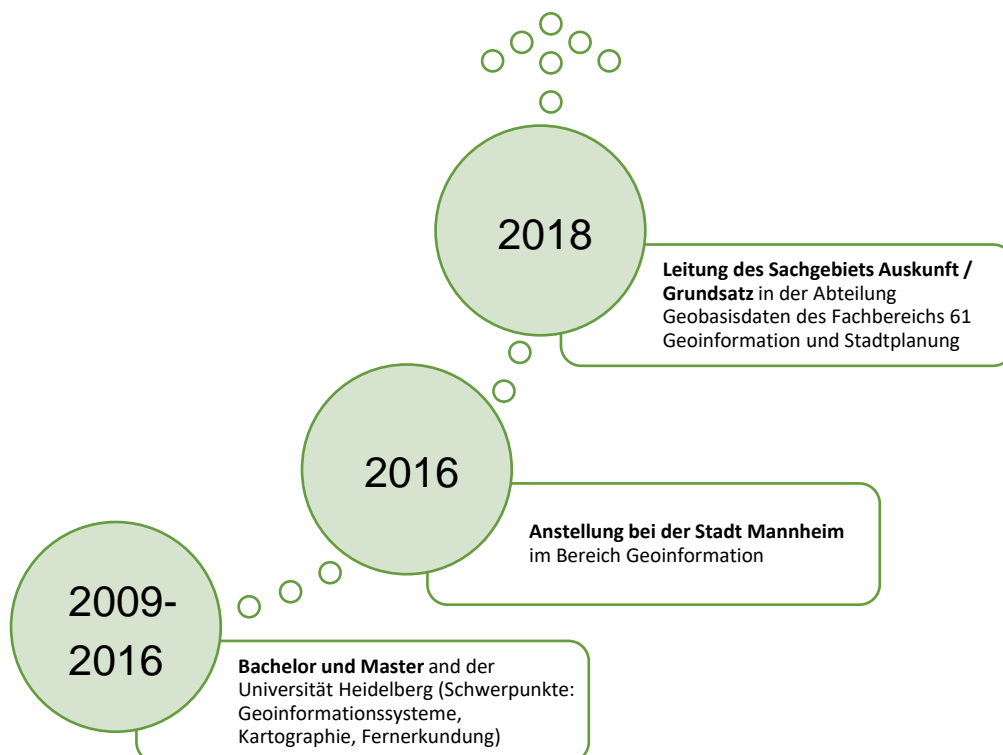 2018
Leitung des Sachgebiets Auskunft /
Grundsatz in der Abteilung
Geobasisdaten des Fachbereichs 61
Geoinformation und Stadtplanung
2016
Anstellung bei der Stadt Mannheim
im Bereich Geoinformation
2009-
2016
Bachelor und Master and der
Universität Heidelberg (Schwerpunkte:
Geoinformationssysteme,
Kartographie, Fernerkundung)